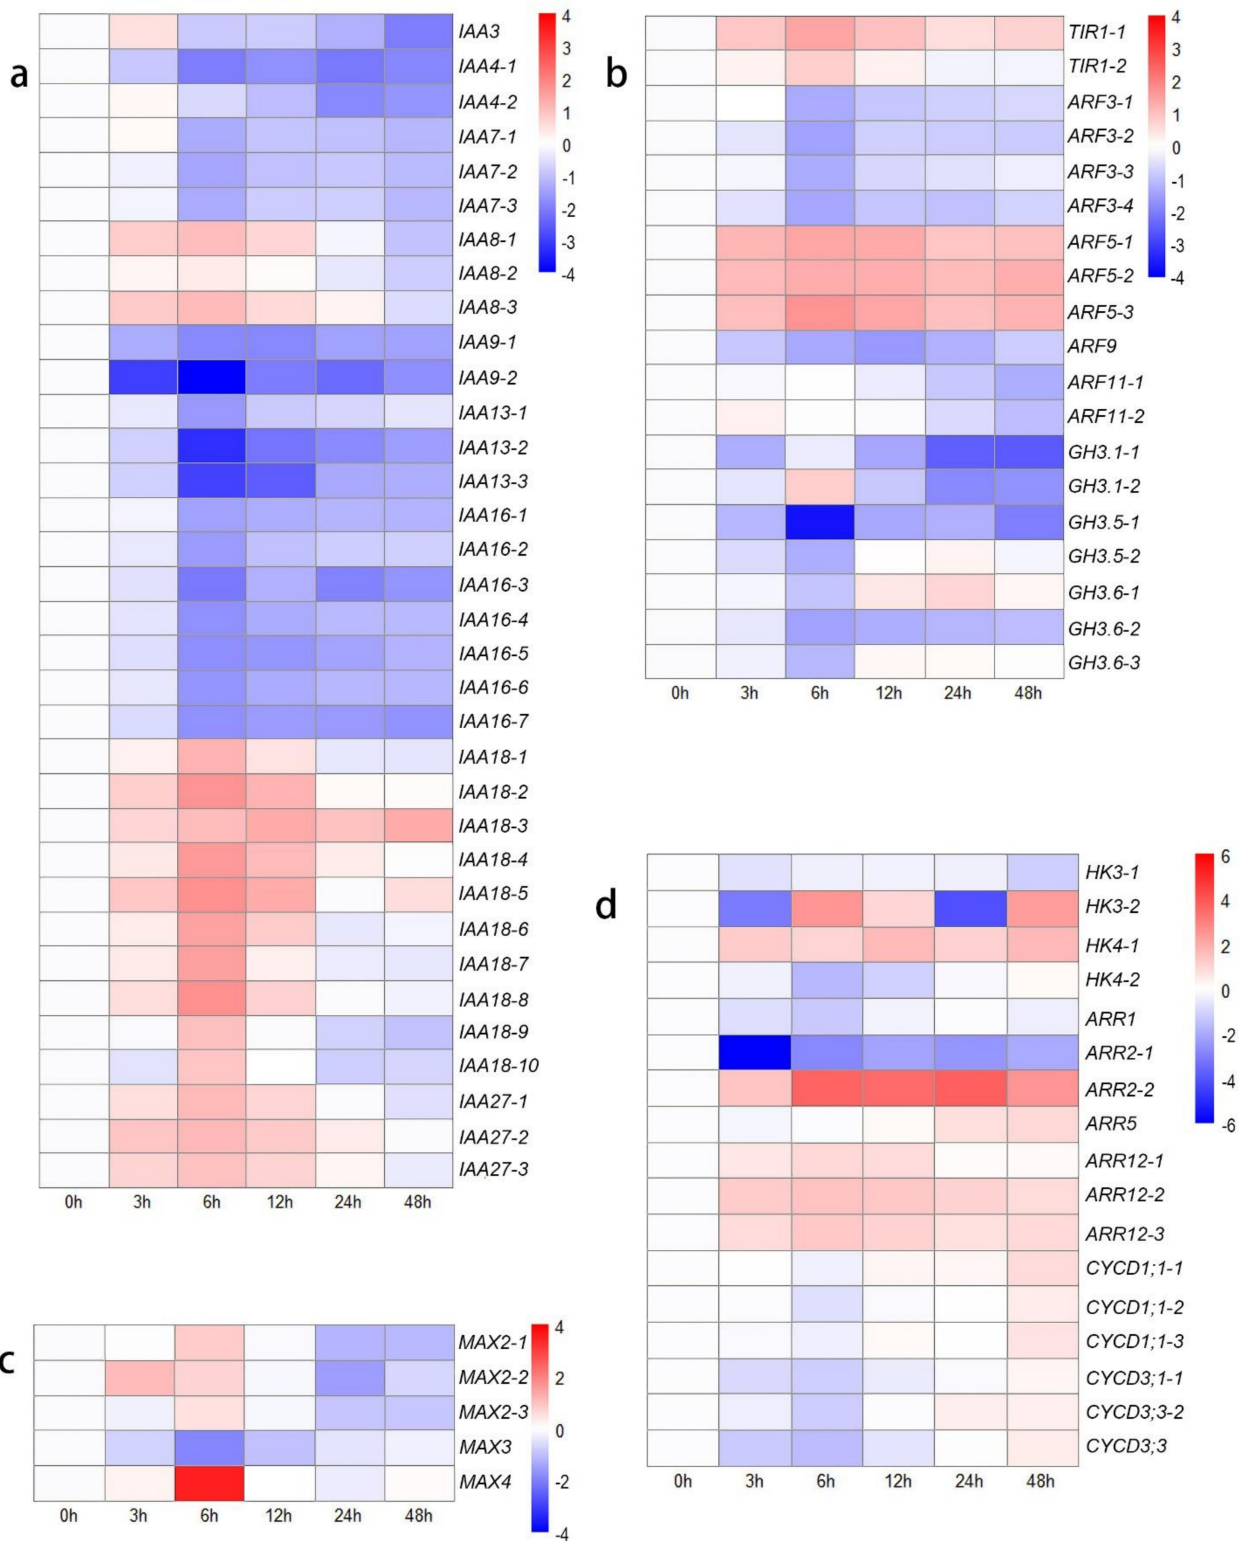 a
IAA3
IAA4-1
IAA4-2
IAA7-1
IAA7-2
IAA7-3
IAA8-1
IAA8-2
IAA8-3
IAA9-1
IAA9-2
IAA13-1
IAA13-2
IAA13-3
IAA16-1
IAA16-2
IAA16-3
IAA16-4
IAA16-5
IAA16-6
IAA16-7
IAA18-1
IAA18-2
IAA18-3
IAA18-4
IAA18-5
IAA18-6
IAA18-7
IAA18-8
IAA18-9
IAA18-10
IAA27-1
IAA27-2
IAA27-3
0h 3h 6h 12h 24h 48h
4
3
2
1
0
-1
-2
-3
-4
b
TIR1-1
TIR1-2
ARF3-1
ARF3-2
ARF3-3
ARF3-4
ARF5-1
ARF5-2
ARF5-3
ARF9
ARF11-1
ARF11-2
GH3.1-1
GH3.1-2
GH3.5-1
GH3.5-2
GH3.6-1
GH3.6-2
GH3.6-3
0h 3h 6h 12h 24h 48h
4
3
2
1
0
-1
-2
-3
-4
c
MAX2-1
MAX2-2
MAX2-3
MAX3
MAX4
0h 3h 6h 12h 24h 48h
4
2
0
-2
-4
d
HK3-1
HK3-2
HK4-1
HK4-2
ARR1
ARR2-1
ARR2-2
ARR5
ARR12-1
ARR12-2
ARR12-3
CYCD1;1-1
CYCD1;1-2
CYCD1;1-3
CYCD3;1-1
CYCD3;3-2
CYCD3;3
0h 3h 6h 12h 24h 48h
6
4
2
0
-2
-4
-6